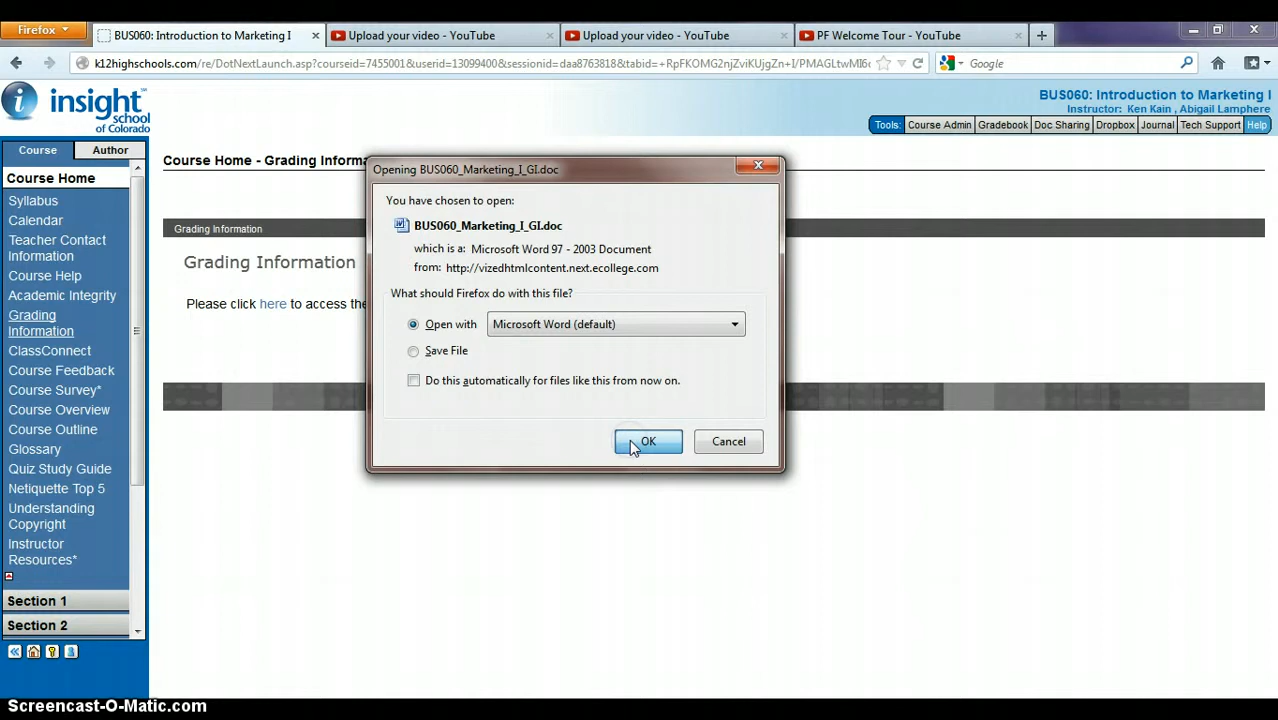 Firefox
BUS060: Introduction to Marketing I
Upload your video - YouTube
Upload your video - YouTube
PF Welcome Tour - YouTube
k12highschools.com/re/DotNextLaunch.asp?courseid=7455001&userid=13099400&sessionid=daa8763818&tabid=
Google
insight
school
of Colorado
BUS060: Introduction to Marketing I
Instructor: Ken Kain, Abigail Lamphere
Tools: Course Admin Gradebook Doc Sharing Dropbox Journal Tech Support Help
Course Author
Course Home
Syllabus
Calendar
Teacher Contact
Information
Course Help
Academic Integrity
Grading
Information
ClassConnect
Course Feedback
Course Survey*
Course Overview
Course Outline
Glossary
Quiz Study Guide
Netiquette Top 5
Understanding
Copyright
Instructor
Resources*
Section 1
Section 2
Course Home - Grading Informa
Grading Information
Grading Information
Please click here to access the
Opening BUS060_Marketing_I_GI.doc
You have chosen to open:
BUS060_Marketing_I_GI.doc
which is a: Microsoft Word 97 - 2003 Document
from: http://vizedhtmlcontent.next.ecollege.com
What should Firefox do with this file?
Open with Microsoft Word (default)
Save File
Do this automatically for files like this from now on.
OK Cancel
Screencast-O-Matic.com